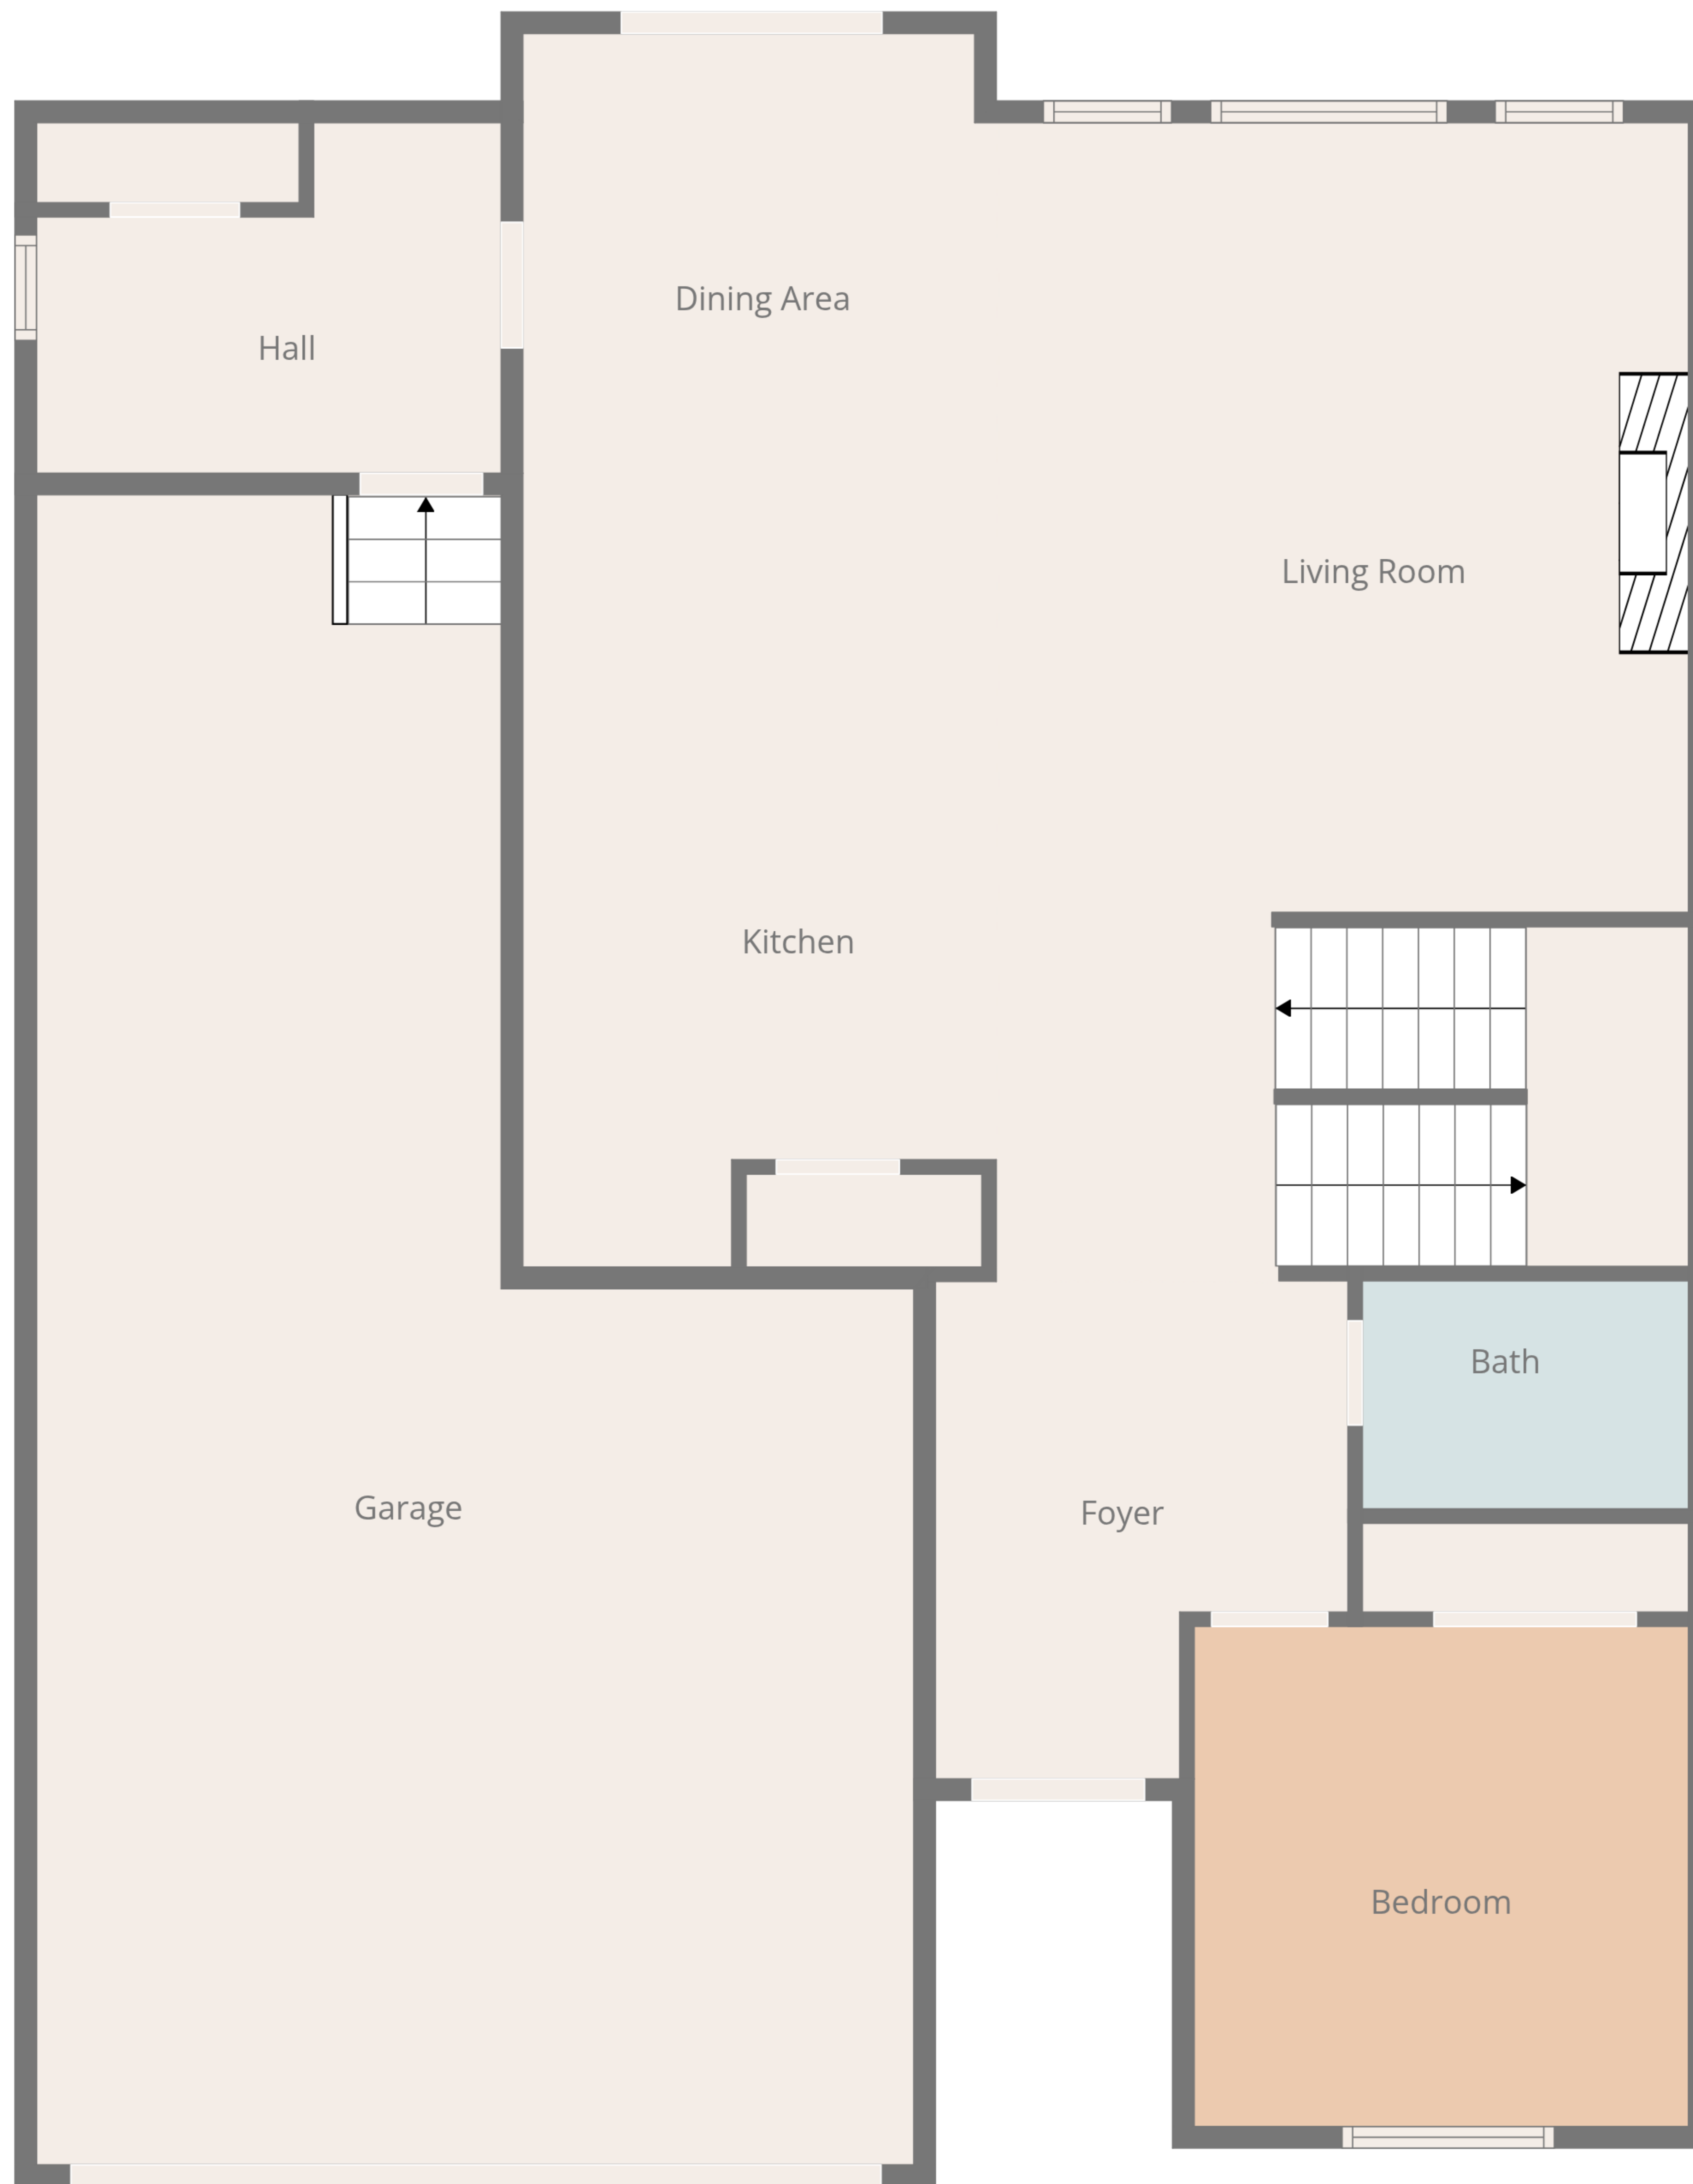 Dining Area
Hall
Living Room
Kitchen
Bath
Garage
Foyer
Bedroom